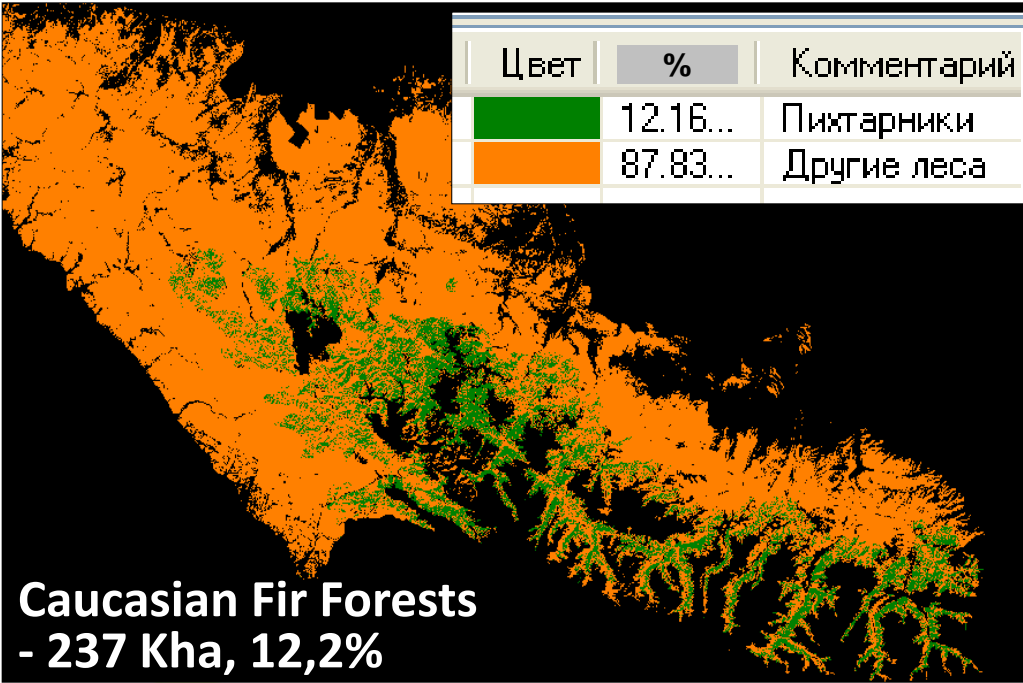 Цвет % Комментарий
12.16... Пихтарники
87.83... Другие леса
Caucasian Fir Forests
- 237 Kha, 12,2%